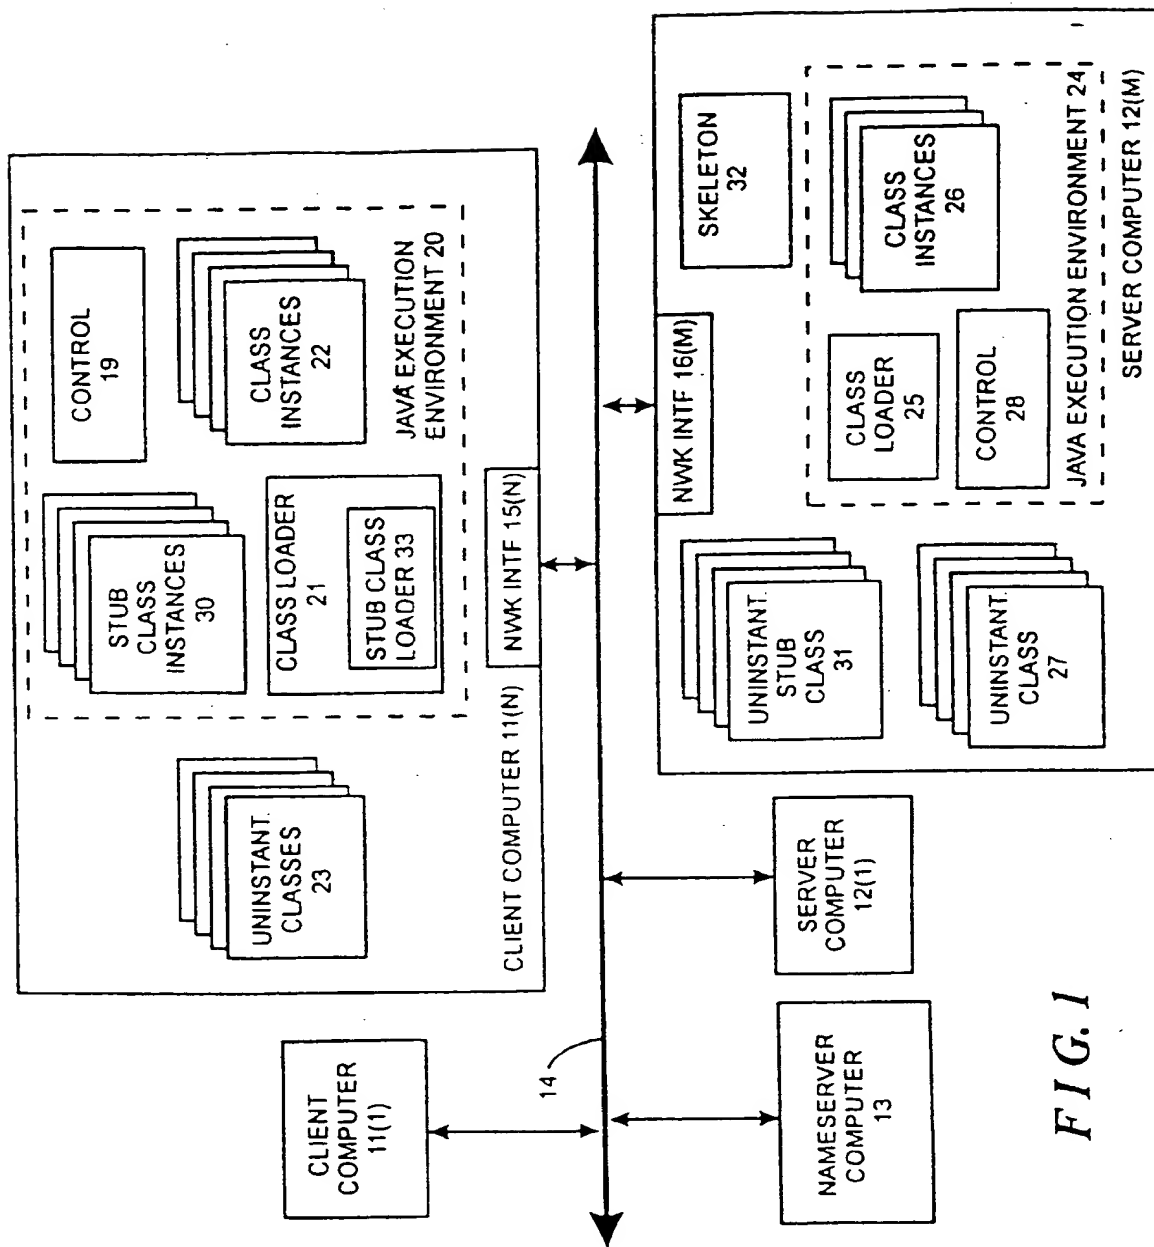 CLIENT
COMPUTER
11(1)
UNINSTANT.
CLASSES
23
STUB
CLASS
INSTANCES
30
CONTROL
19
CLASS LOADER
21
STUB CLASS
LOADER 33
CLASS
INSTANCES
22
JAVA EXECUTION
ENVIRONMENT 20
CLIENT COMPUTER 11(N)
NWK INTF 15(N)
14
NAMESERVER
COMPUTER
13
SERVER
COMPUTER
12(1)
NWK INTF 16(M)
SKELETON
32
UNINSTANT.
STUB
CLASS
31
CLASS
LOADER
25
CLASS
INSTANCES
26
UNINSTANT.
CLASS
27
CONTROL
28
JAVA EXECUTION ENVIRONMENT 24
SERVER COMPUTER 12(M)
FIG. 1